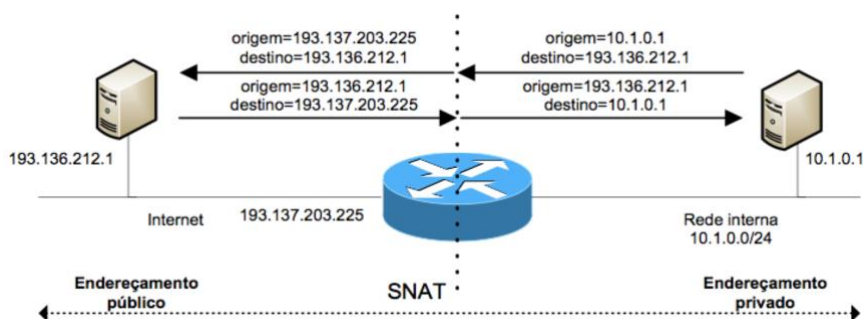 origem=193.137.203.225
destino=193.136.212.1
origem=10.1.0.1
destino=193.136.212.1
origem=193.136.212.1
destino=193.137.203.225
origem=193.136.212.1
destino=10.1.0.1
193.136.212.1
10.1.0.1
Internet
193.137.203.225
Rede interna
10.1.0.0/24
Endereçamento
público
SNAT
Endereçamento
privado